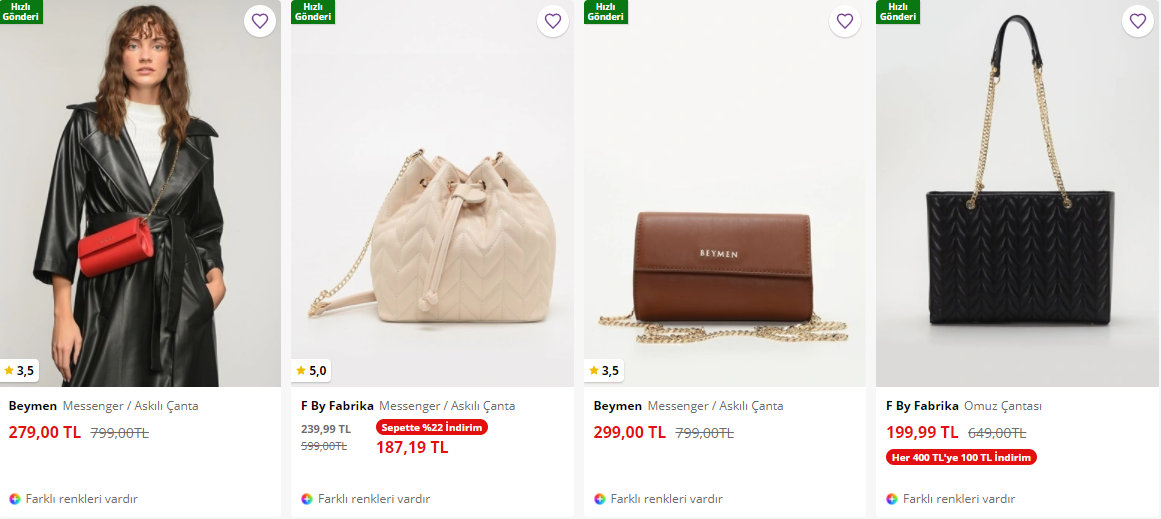 Hızlı
Gönderi
3,5
Beymen Messenger / Askılı Çanta
279,00 TL 799,00TL
Farklı renkleri vardır
Hızlı
Gönderi
5,0
F By Fabrika Messenger / Askılı Çanta
239,99 TL
599,00TL
Sepette %22 İndirim
187,19 TL
Farklı renkleri vardır
Hızlı
Gönderi
BEYMEN
3,5
Beymen Messenger / Askılı Çanta
299,00 TL 799,00TL
Farklı renkleri vardır
Hızlı
Gönderi
F By Fabrika Omuz Çantası
199,99 TL 649,00TL
Her 400 TL'ye 100 TL İndirim
Farklı renkleri vardır